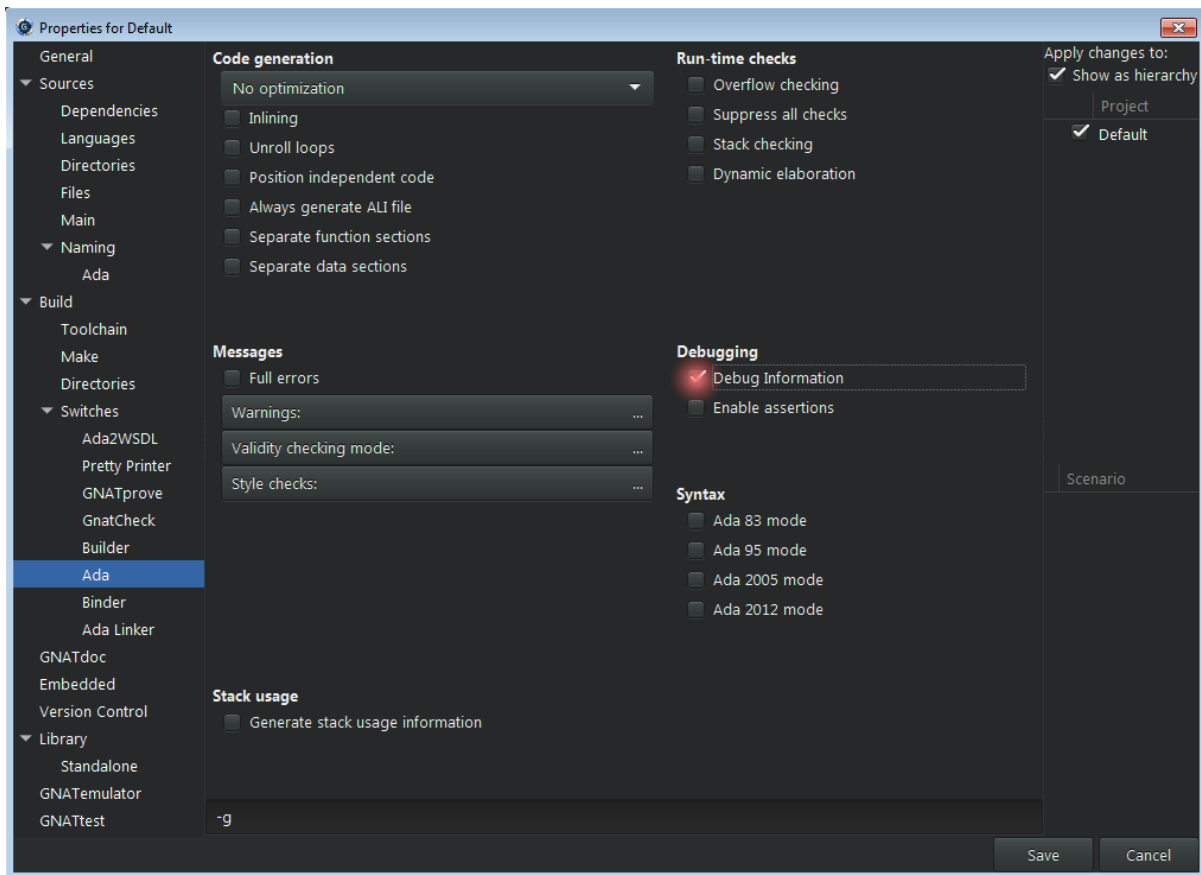 Properties for Default
General
Sources
Dependencies
Languages
Directories
Files
Main
Naming
Ada
Build
Toolchain
Make
Directories
Switches
Ada2WSDL
Pretty Printer
GNATprove
GnatCheck
Builder
Ada
Binder
Ada Linker
GNATdoc
Embedded
Version Control
Library
Standalone
GNATemulator
GNATtest
Code generation
No optimization
Inlining
Unroll loops
Position independent code
Always generate ALI file
Separate function sections
Separate data sections
Messages
Full errors
Warnings: ...
Validity checking mode: ...
Style checks: ...
Stack usage
Generate stack usage information
Run-time checks
Overflow checking
Suppress all checks
Stack checking
Dynamic elaboration
Debugging
Debug Information
Enable assertions
Syntax
Ada 83 mode
Ada 95 mode
Ada 2005 mode
Ada 2012 mode
-g
Apply changes to:
Show as hierarchy
Project
Default
Scenario
Save
Cancel